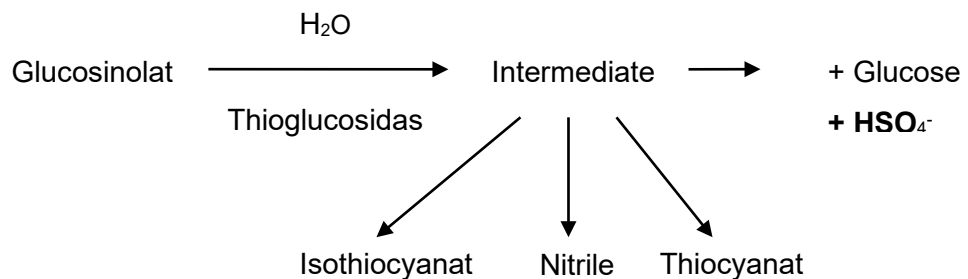 H₂O
Glucosinolat Intermediate + Glucose
Thioglucosidas + HSO₄⁻
Isothiocyanat Nitrile Thiocyanat